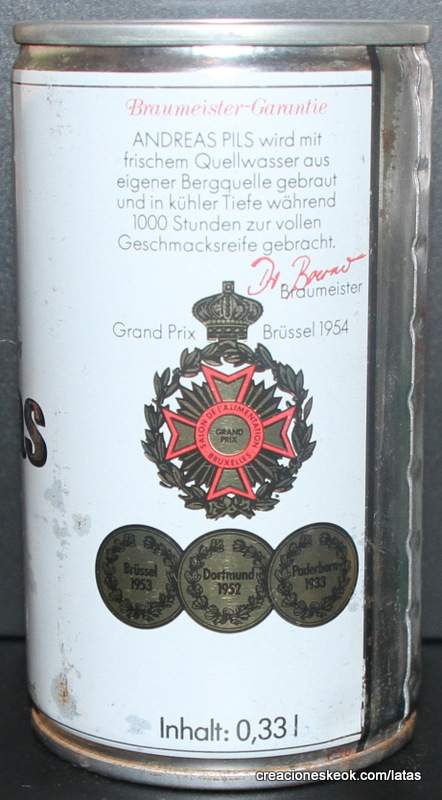 Braumeister-Garantie
ANDREAS PILS wird mit
frischem Quellwasser aus
eigener Bergquelle gebraut
und in kühler Tiefe während
1000 Stunden zur vollen
Geschmacksreife gebracht.
Braumeister
Grand Prix Brüssel 1954
SALON DE L'ALIMENTATION
GRAND
PRIX
BRUXELLES
Brüssel
1953
Dortmund
1952
Paderborn
1933
Inhalt: 0,33 l
creacioneskeok.com/latas